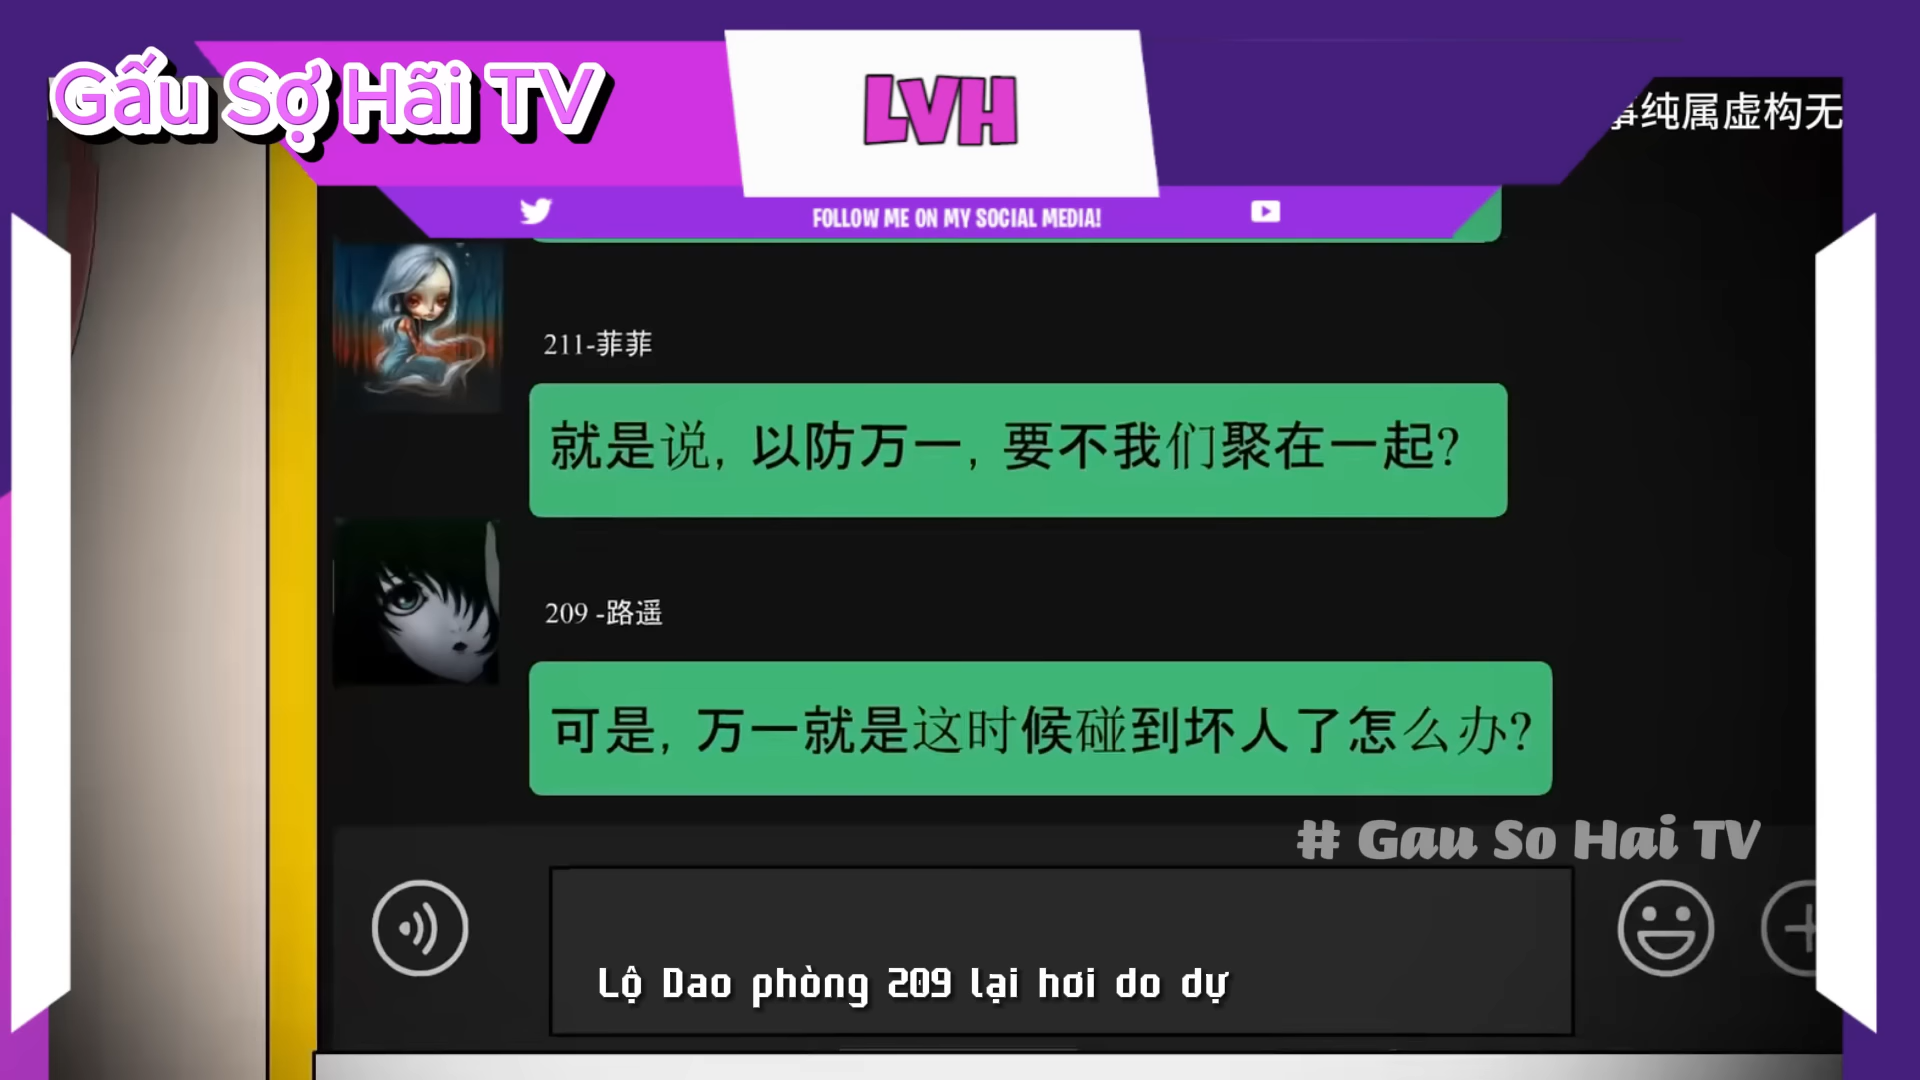 Gấu Sợ Hãi TV
LVH
事纯属虚构无
FOLLOW ME ON MY SOCIAL MEDIA!
211-菲菲
就是说, 以防万一, 要不我们聚在一起?
209 -路遥
可是, 万一就是这时候碰到坏人了怎么办?
# Gau So Hai TV
Lộ Dao phòng 209 lại hơi do dự